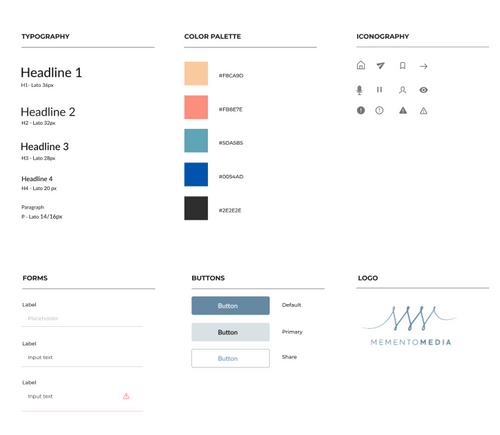 TYPOGRAPHY
Headline 1
H1- Lato 36px
Headline 2
H2 - Lato 32px
Headline 3
H3 - Lato 28px
Headline 4
H4 - Lato 20 px
Paragraph
P - Lato 14/16px
COLOR PALETTE
#F8CA9D
#FB8E7E
#5DA5B5
#0054AD
#2E2E2E
ICONOGRAPHY
FORMS
Label
Placeholder
Label
Input text
Label
Input text
BUTTONS
Button
Default
Button
Primary
Button
Share
LOGO
MEMENTOMEDIA